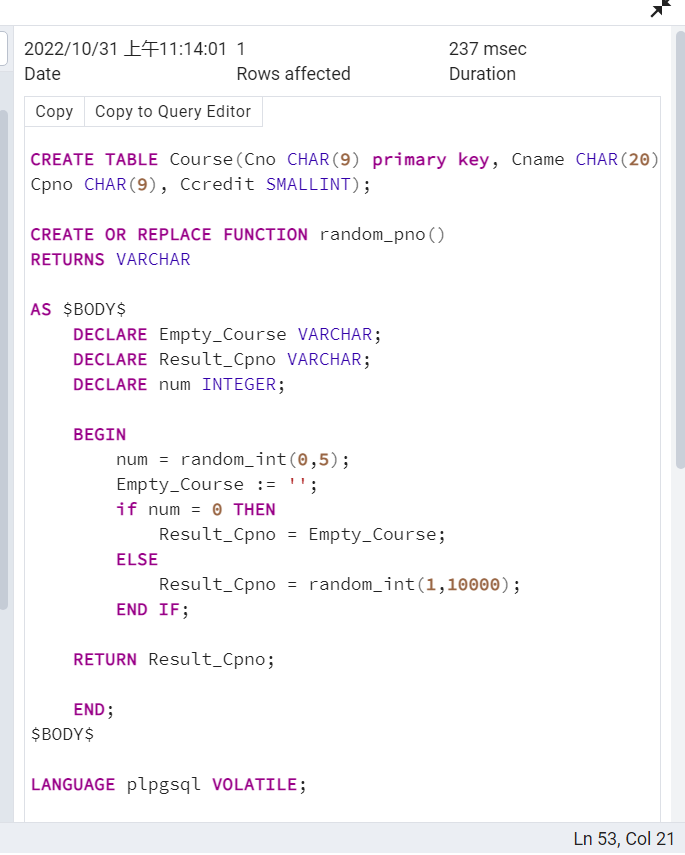 2022/10/31 上午11:14:01 1 237 msec
Date Rows affected Duration
Copy Copy to Query Editor
CREATE TABLE Course(Cno CHAR(9) primary key, Cname CHAR(20)
Cpno CHAR(9), Ccredit SMALLINT);
CREATE OR REPLACE FUNCTION random_pno()
RETURNS VARCHAR
AS $BODY$
DECLARE Empty_Course VARCHAR;
DECLARE Result_Cpno VARCHAR;
DECLARE num INTEGER;
BEGIN
num = random_int(0,5);
Empty_Course := '';
if num = 0 THEN
Result_Cpno = Empty_Course;
ELSE
Result_Cpno = random_int(1,10000);
END IF;
RETURN Result_Cpno;
END;
$BODY$
LANGUAGE plpgsql VOLATILE;
Ln 53, Col 21